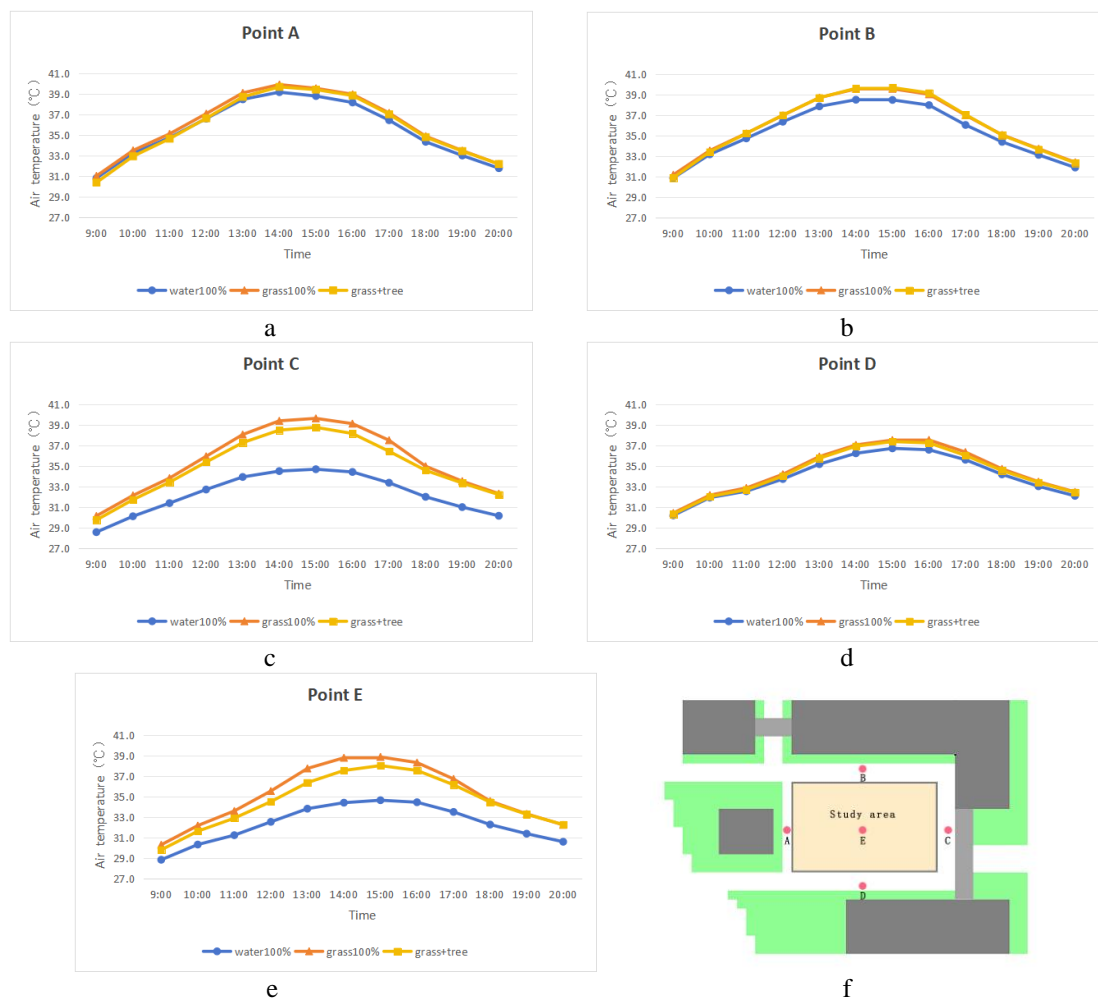 Point A
Air temperature (℃)
41.0
39.0
37.0
35.0
33.0
31.0
29.0
27.0
9:00 10:00 11:00 12:00 13:00 14:00 15:00 16:00 17:00 18:00 19:00 20:00
Time
water100% grass100% grass+tree
a
Point B
Air temperature (℃)
41.0
39.0
37.0
35.0
33.0
31.0
29.0
27.0
9:00 10:00 11:00 12:00 13:00 14:00 15:00 16:00 17:00 18:00 19:00 20:00
Time
water100% grass100% grass+tree
b
Point C
Air temperature (℃)
41.0
39.0
37.0
35.0
33.0
31.0
29.0
27.0
9:00 10:00 11:00 12:00 13:00 14:00 15:00 16:00 17:00 18:00 19:00 20:00
Time
water100% grass100% grass+tree
c
Point D
Air temperature (℃)
41.0
39.0
37.0
35.0
33.0
31.0
29.0
27.0
9:00 10:00 11:00 12:00 13:00 14:00 15:00 16:00 17:00 18:00 19:00 20:00
Time
water100% grass100% grass+tree
d
Point E
Air temperature (℃)
41.0
39.0
37.0
35.0
33.0
31.0
29.0
27.0
9:00 10:00 11:00 12:00 13:00 14:00 15:00 16:00 17:00 18:00 19:00 20:00
Time
water100% grass100% grass+tree
e
B
Study area
A E C
D
f